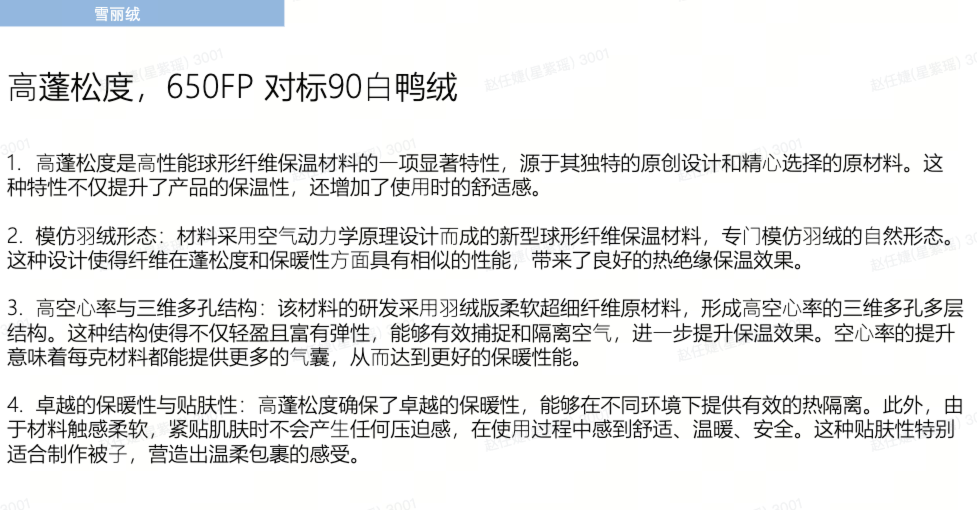 雪丽绒
高蓬松度，650FP 对标90白鸭绒
1. 高蓬松度是高性能球形纤维保温材料的一项显著特性，源于其独特的原创设计和精心选择的原材料。这
种特性不仅提升了产品的保温性，还增加了使用时的舒适感。
2. 模仿羽绒形态：材料采用空气动力学原理设计而成的新型球形纤维保温材料，专门模仿羽绒的自然形态。
这种设计使得纤维在蓬松度和保暖性方面具有相似的性能，带来了良好的热绝缘保温效果。
3. 高空心率与三维多孔结构：该材料的研发采用羽绒版柔软超细纤维原材料，形成高空心率的三维多孔多层
结构。这种结构使得不仅轻盈且富有弹性，能够有效捕捉和隔离空气，进一步提升保温效果。空心率的提升
意味着每克材料都能提供更多的气囊，从而达到更好的保暖性能。
4. 卓越的保暖性与贴肤性：高蓬松度确保了卓越的保暖性，能够在不同环境下提供有效的热隔离。此外，由
于材料触感柔软，紧贴肌肤时不会产生任何压迫感，在使用过程中感到舒适、温暖、安全。这种贴肤性特别
适合制作被子，营造出温柔包裹的感受。